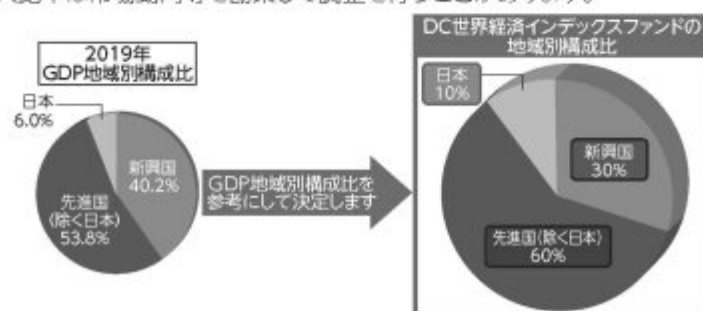 2019年
GDP地域別構成比
日本
6.0%
新興国
40.2%
先進国
(除く日本)
53.8%
GDP地域別構成比を
参考にして決定します
DC世界経済インデックスファンドの
地域別構成比
日本
10%
新興国
30%
先進国(除く日本)
60%